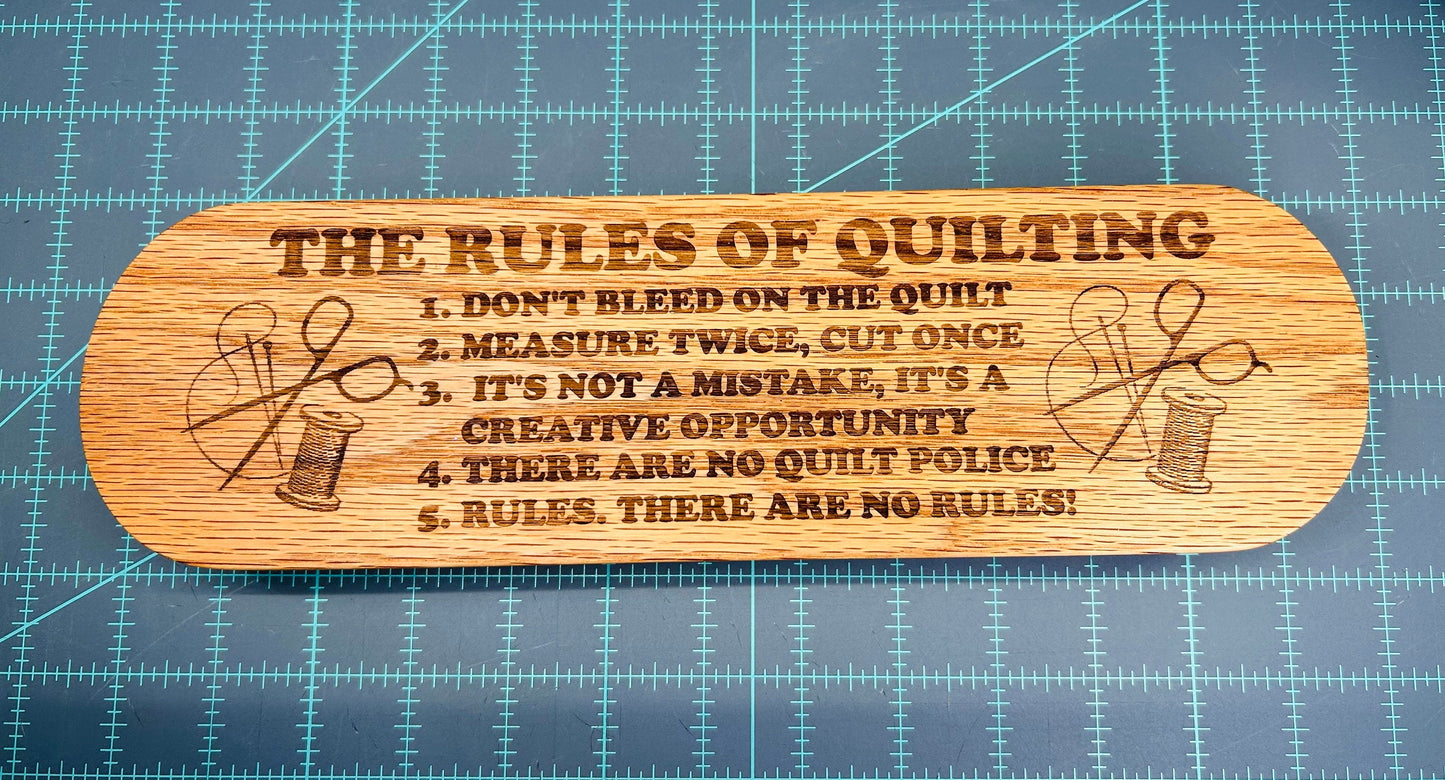 THE RULES OF QUILTING
1. DON'T BLEED ON THE QUILT
2. MEASURE TWICE, CUT ONCE
3. IT'S NOT A MISTAKE, IT'S A
CREATIVE OPPORTUNITY
4. THERE ARE NO QUILT POLICE
5. RULES. THERE ARE NO RULES!